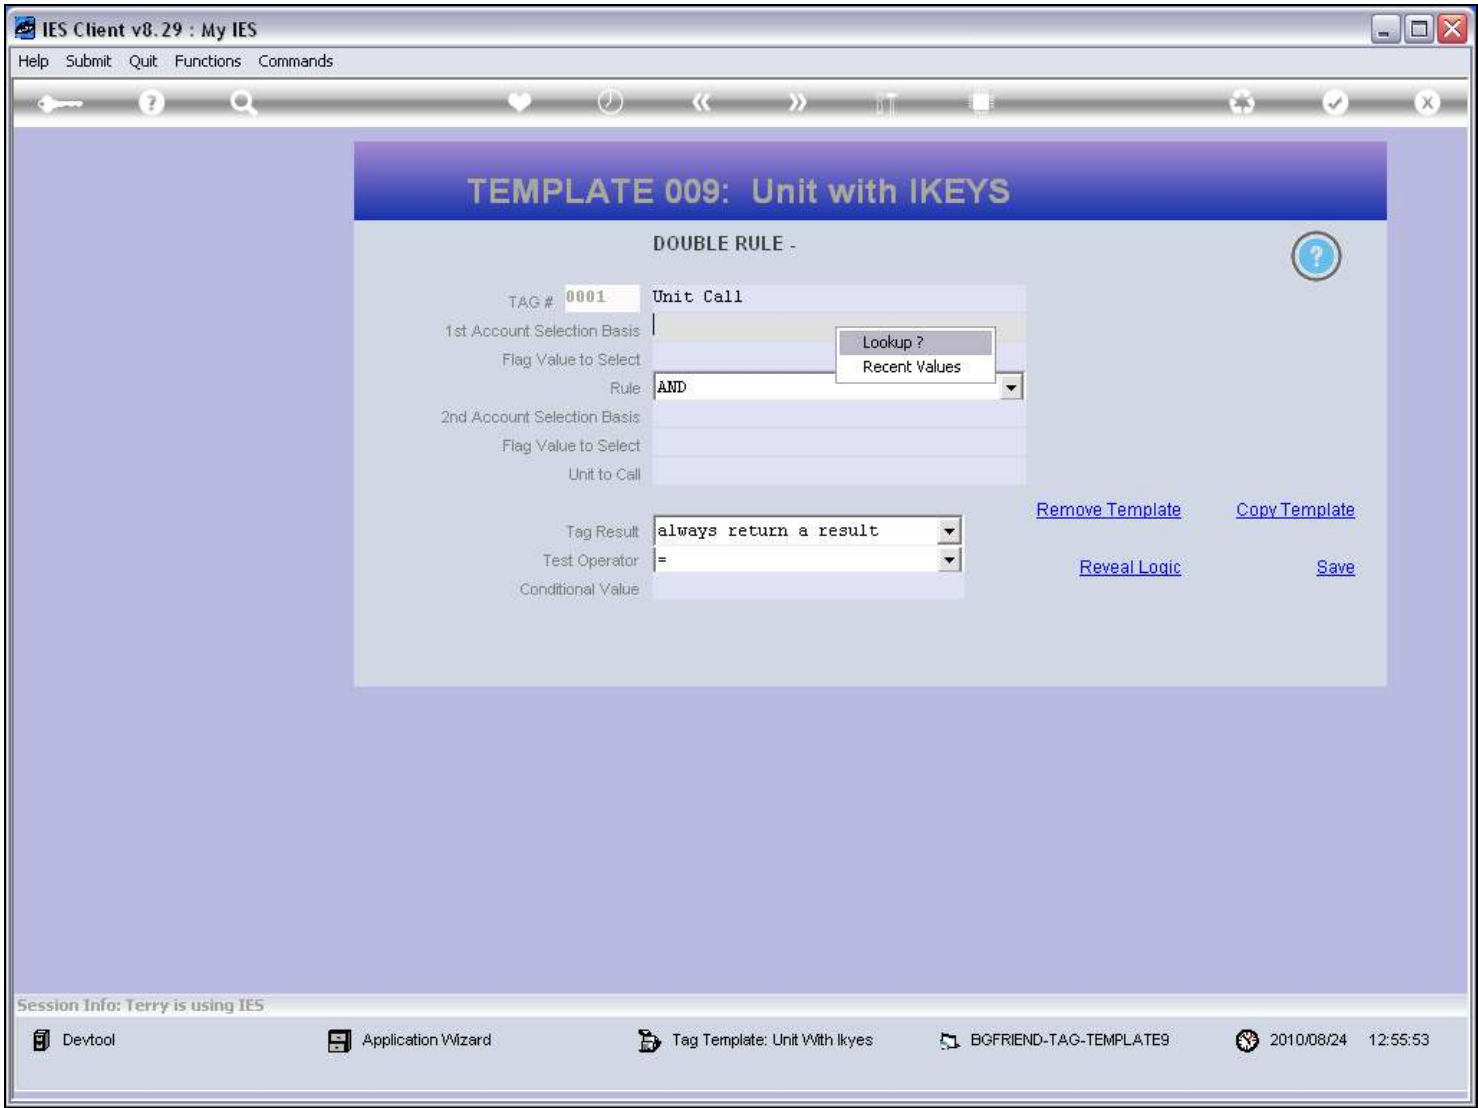 IES Client v8.29 : My IES
Help Submit Quit Functions Commands
TEMPLATE 009: Unit with IKEYS
DOUBLE RULE -
TAG # 0001 Unit Call
1st Account Selection Basis
Lookup ?
Flag Value to Select
Recent Values
Rule AND
2nd Account Selection Basis
Flag Value to Select
Unit to Call
Remove Template Copy Template
Tag Result always return a result
Test Operator =
Reveal Logic Save
Conditional Value
Session Info: Terry is using IES
Devtool Application Wizard Tag Template: Unit With Ikyes BGFRIEND-TAG-TEMPLATE9 2010/08/24 12:55:53